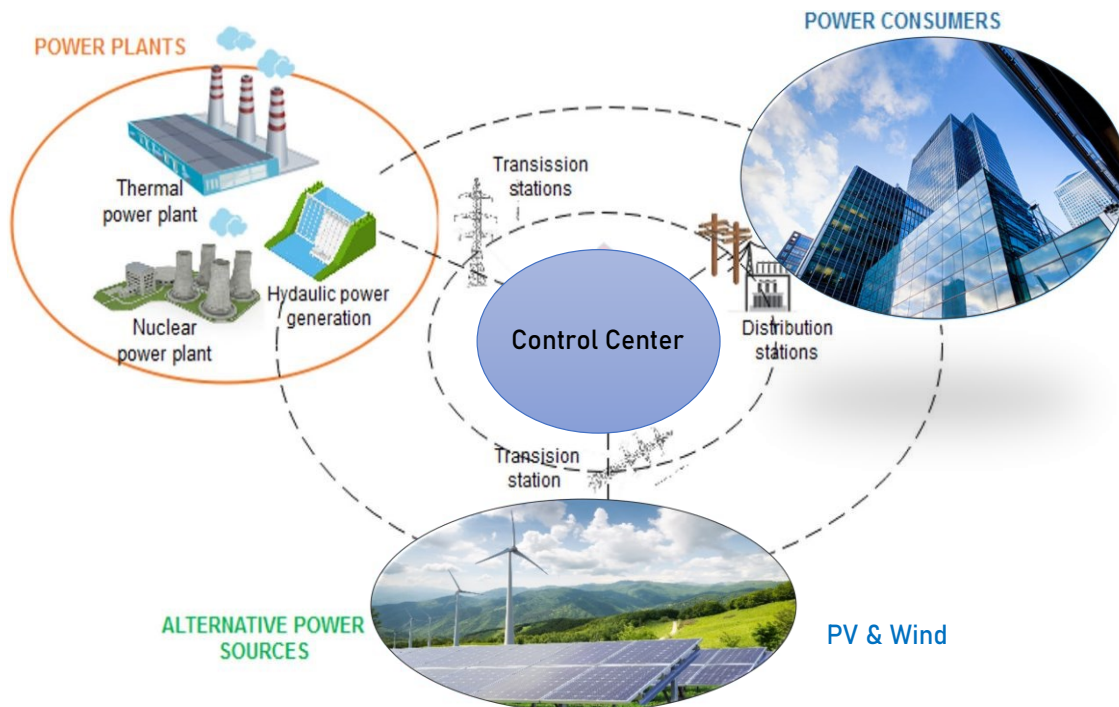 POWER CONSUMERS
POWER PLANTS
Transission
stations
Thermal
power plant
Hydaulic power
generation
Nuclear
power plant
Control Center
Distribution
stations
Transision
station
ALTERNATIVE POWER
SOURCES
PV & Wind